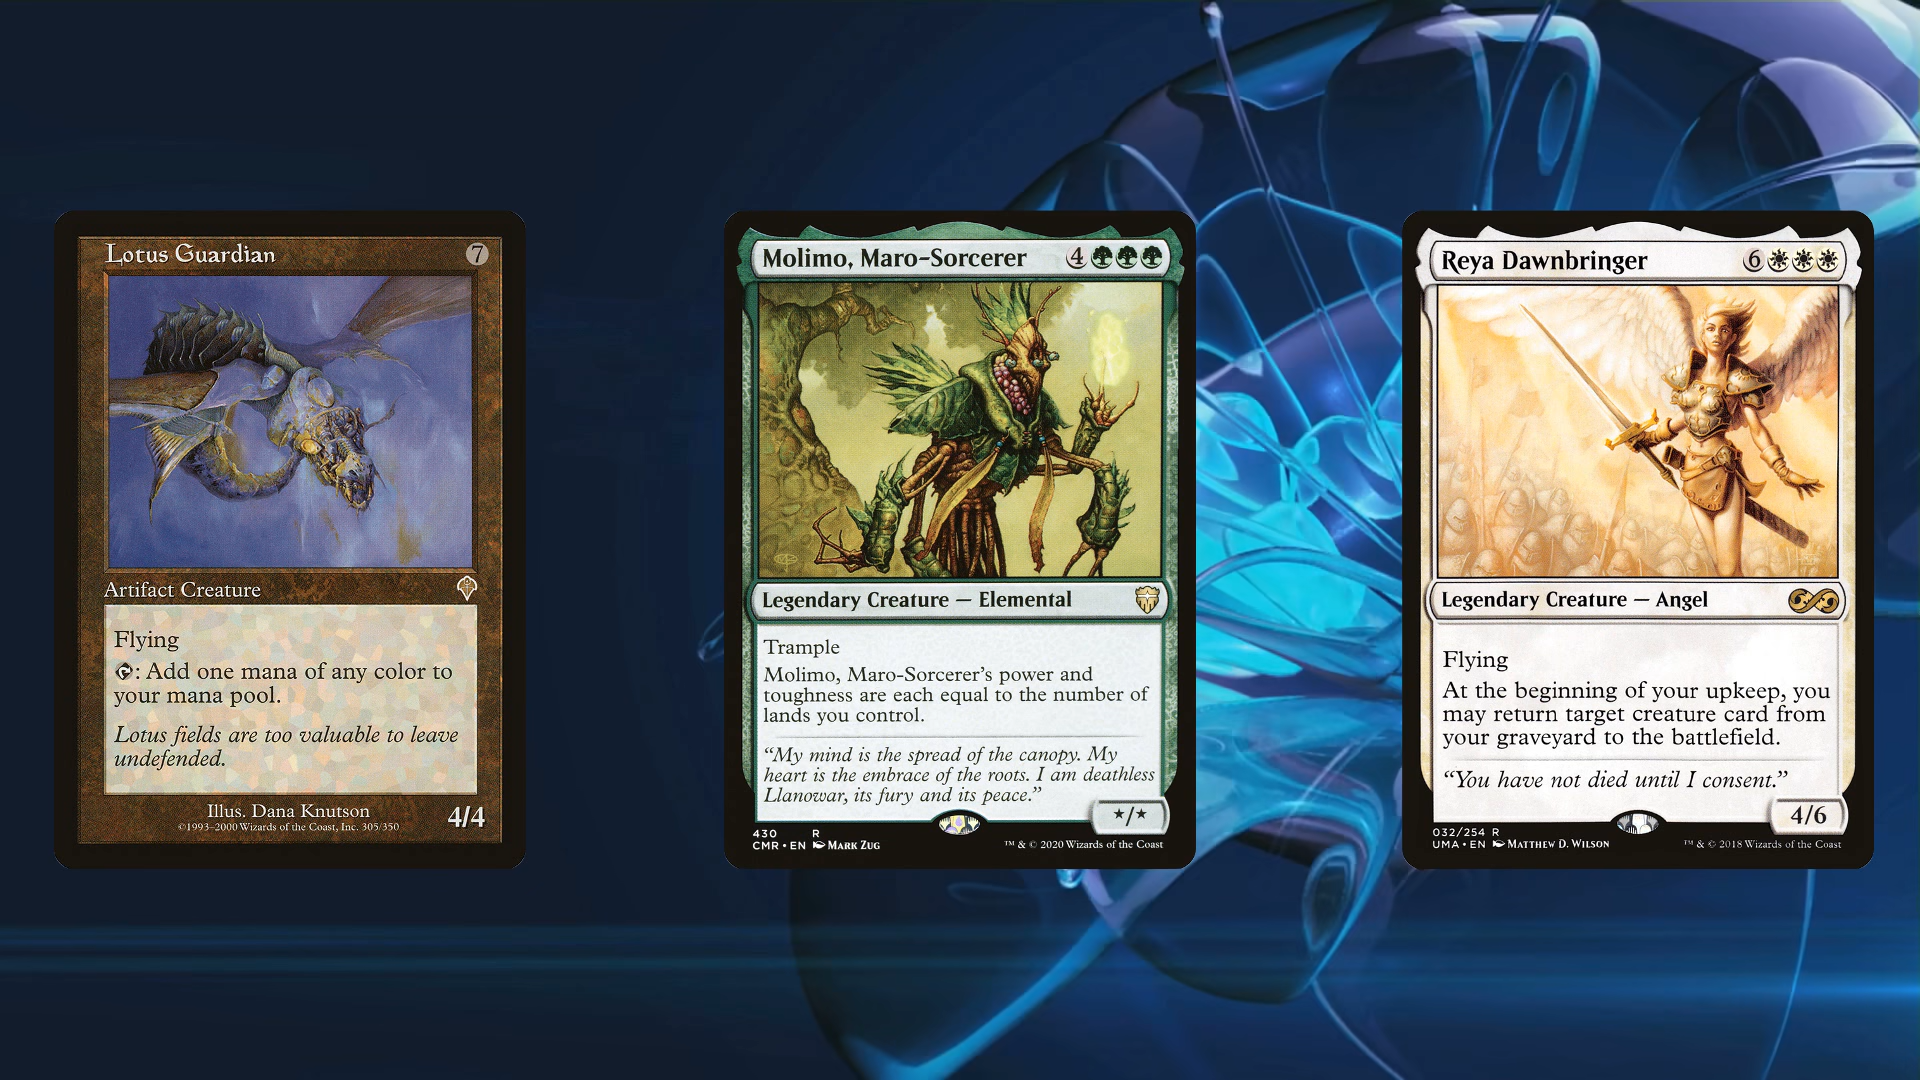 Lotus Guardian 7
Artifact Creature
Flying
: Add one mana of any color to
your mana pool.
Lotus fields are too valuable to leave
undefended.
Illus. Dana Knutson
©1993–2000 Wizards of the Coast, Inc. 305/350
4/4
Molimo, Maro-Sorcerer 4
Legendary Creature — Elemental
Trample
Molimo, Maro-Sorcerer's power and
toughness are each equal to the number of
lands you control.
“My mind is the spread of the canopy. My
heart is the embrace of the roots. I am deathless
Llanowar, its fury and its peace.”
*/*
430 R
CMR • EN MARK ZUG
™ & © 2020 Wizards of the Coast
Reya Dawnbringer 6
Legendary Creature — Angel
Flying
At the beginning of your upkeep, you
may return target creature card from
your graveyard to the battlefield.
“You have not died until I consent.”
4/6
032/254 R
UMA • EN MATTHEW D. WILSON
™ & © 2018 Wizards of the Coast